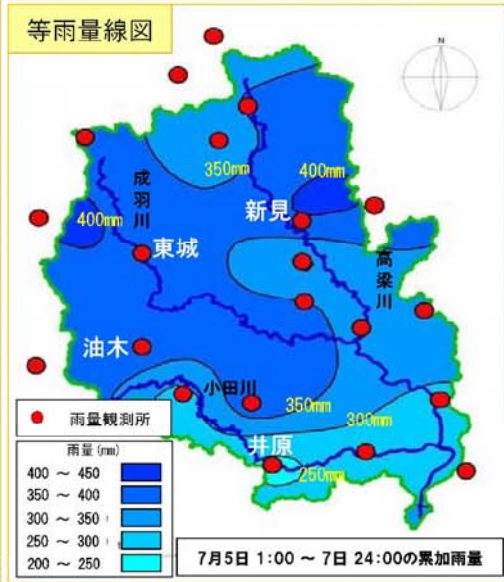 等雨量線図
N
350mm
成羽川
400mm
新見
400mm
東城
高梁川
油木
小田川
350mm
300mm
雨量観測所
井原
250mm
雨量(mm)
400 ～ 450
350 ～ 400
300 ～ 350
250 ～ 300
200 ～ 250
7月5日 1:00 ～ 7日 24:00の累加雨量